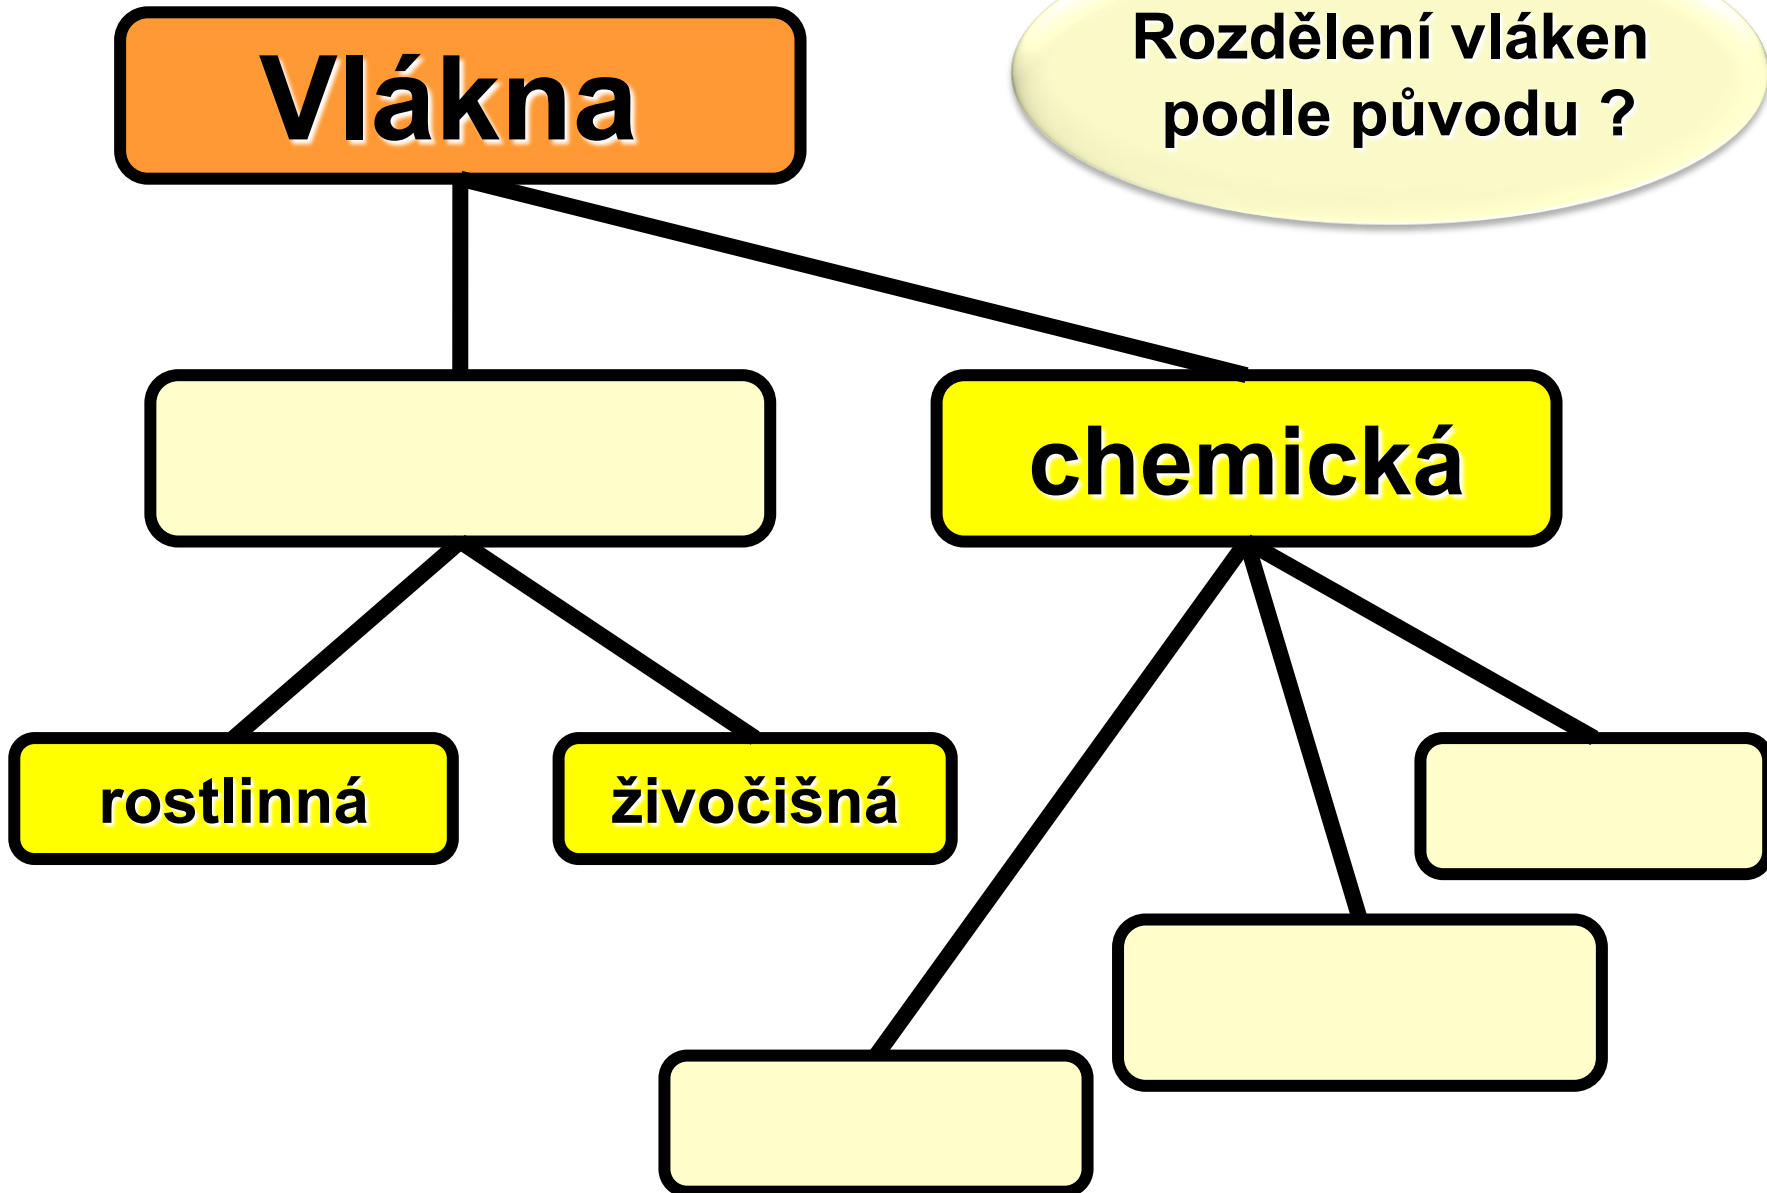 Vlákna
Rozdělení vláken
podle původu ?
chemická
rostlinná
živočišná